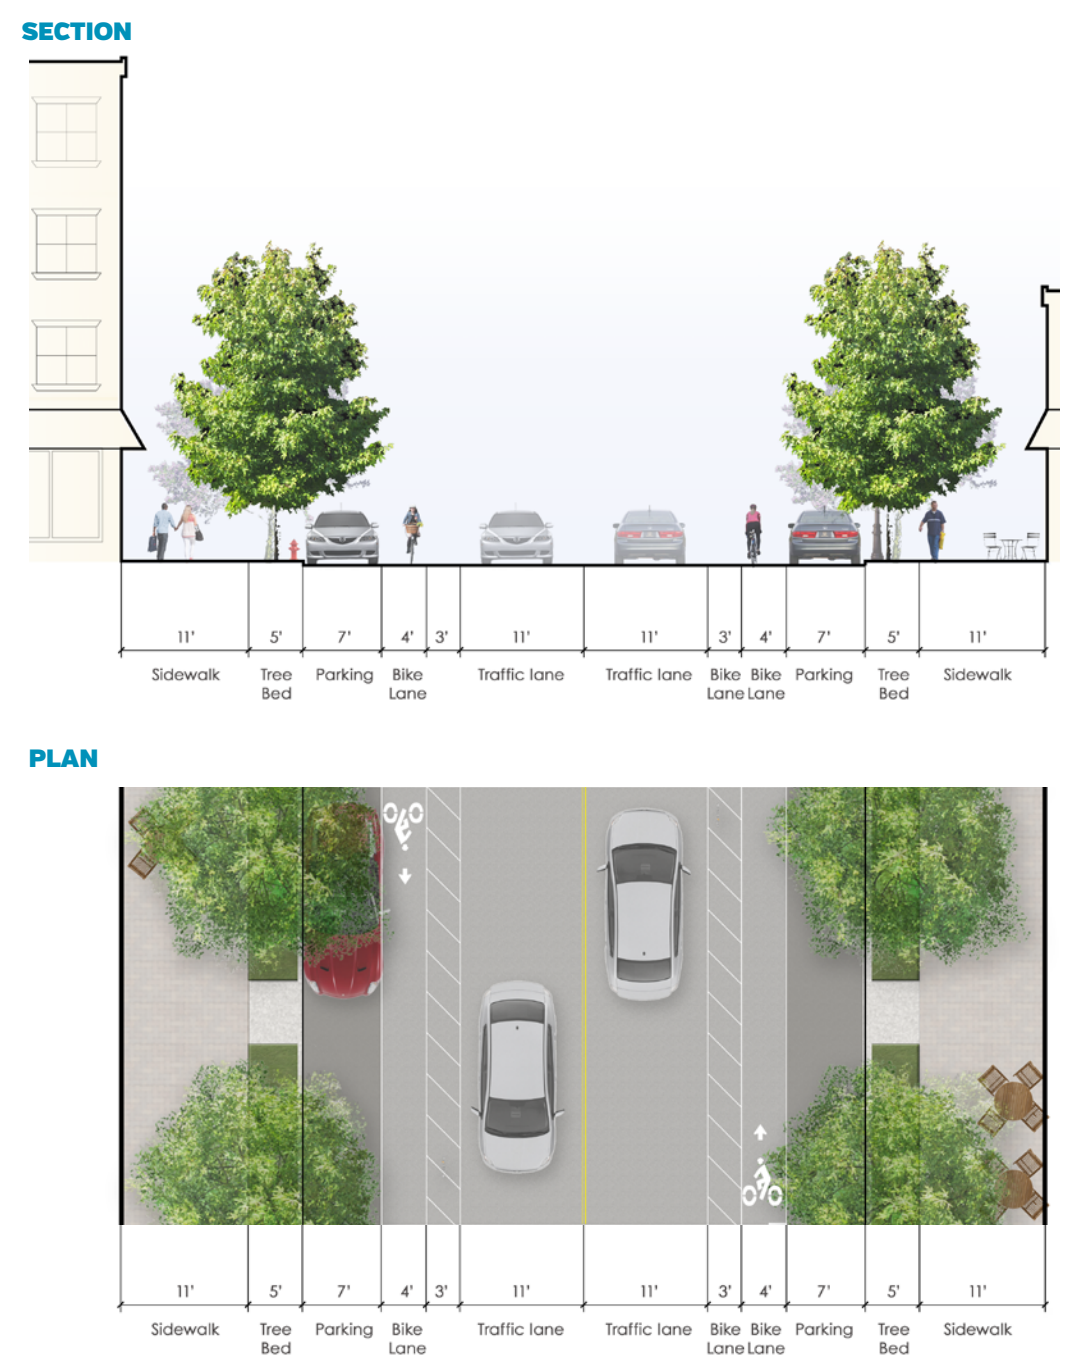 SECTION
11' 5' 7' 4' 3' 11' 11' 3' 4' 7' 5' 11'
Sidewalk Tree Parking Bike Traffic lane Traffic lane Bike Bike Parking Tree Sidewalk
Bed Lane Lane Lane Bed
PLAN
11' 5' 7' 4' 3' 11' 11' 3' 4' 7' 5' 11'
Sidewalk Tree Parking Bike Traffic lane Traffic lane Bike Bike Parking Tree Sidewalk
Bed Lane Lane Lane Bed